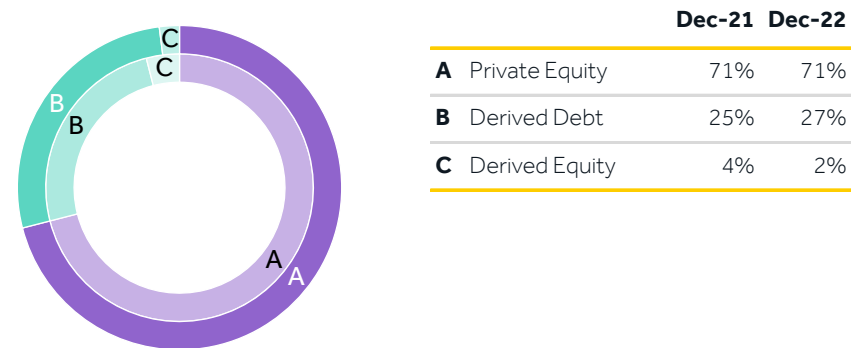 C
C
B
B
A
A
Dec-21 Dec-22
A Private Equity 71% 71%
B Derived Debt 25% 27%
C Derived Equity 4% 2%